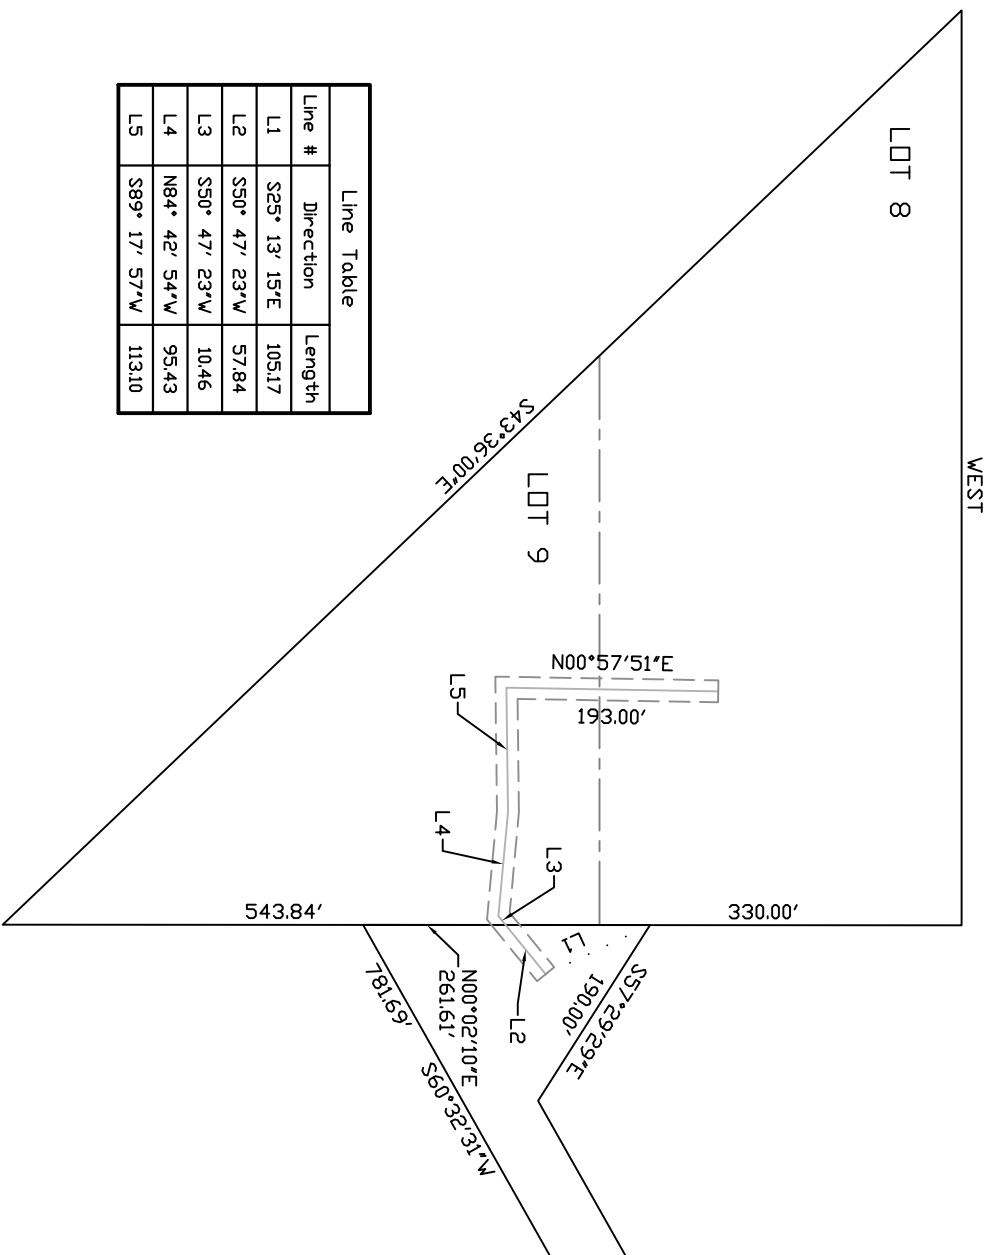 WEST
LOT 8
S43°36'00"E
LOT 9
N00°57'51"E
193.00'
L5
L4
L3
L1
L2
543.84'
330.00'
N00°02'10"E
261.61'
S57°29'29"E
190.00'
781.69'
S60°32'31"W
Line Table
Line # Direction Length
L1 S25° 13' 15"E 105.17
L2 S50° 47' 23"W 57.84
L3 S50° 47' 23"W 10.46
L4 N84° 42' 54"W 95.43
L5 S89° 17' 57"W 113.10